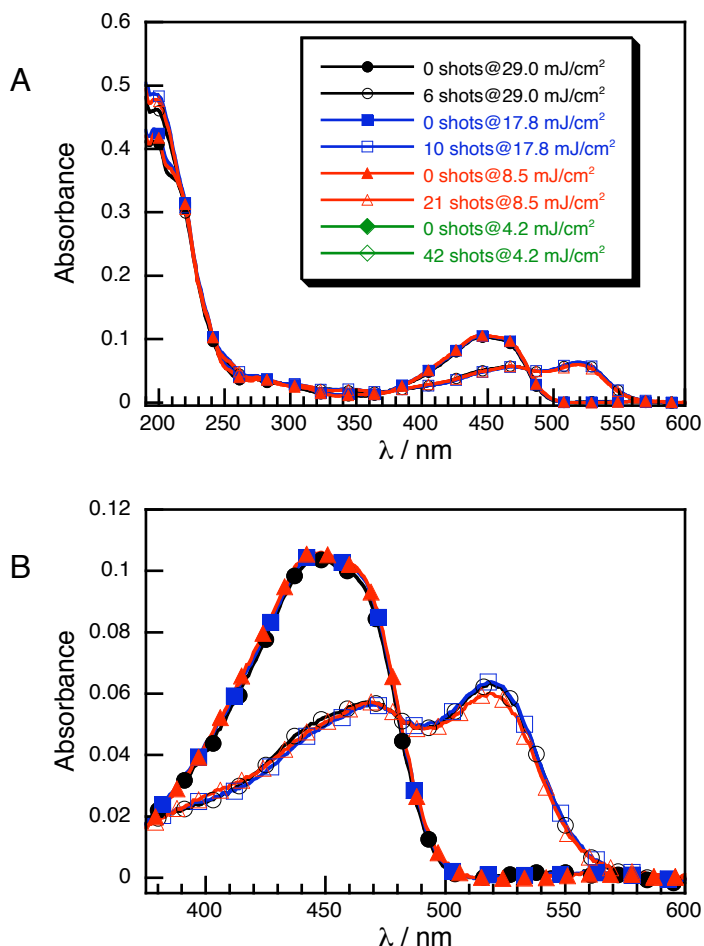 A
0.6
0.5
0.4
0.3
0.2
0.1
0
Absorbance
0 shots@29.0 mJ/cm²
6 shots@29.0 mJ/cm²
0 shots@17.8 mJ/cm²
10 shots@17.8 mJ/cm²
0 shots@8.5 mJ/cm²
21 shots@8.5 mJ/cm²
0 shots@4.2 mJ/cm²
42 shots@4.2 mJ/cm²
200 250 300 350 400 450 500 550 600
λ / nm
B
0.12
0.1
0.08
0.06
0.04
0.02
0
Absorbance
400 450 500 550 600
λ / nm